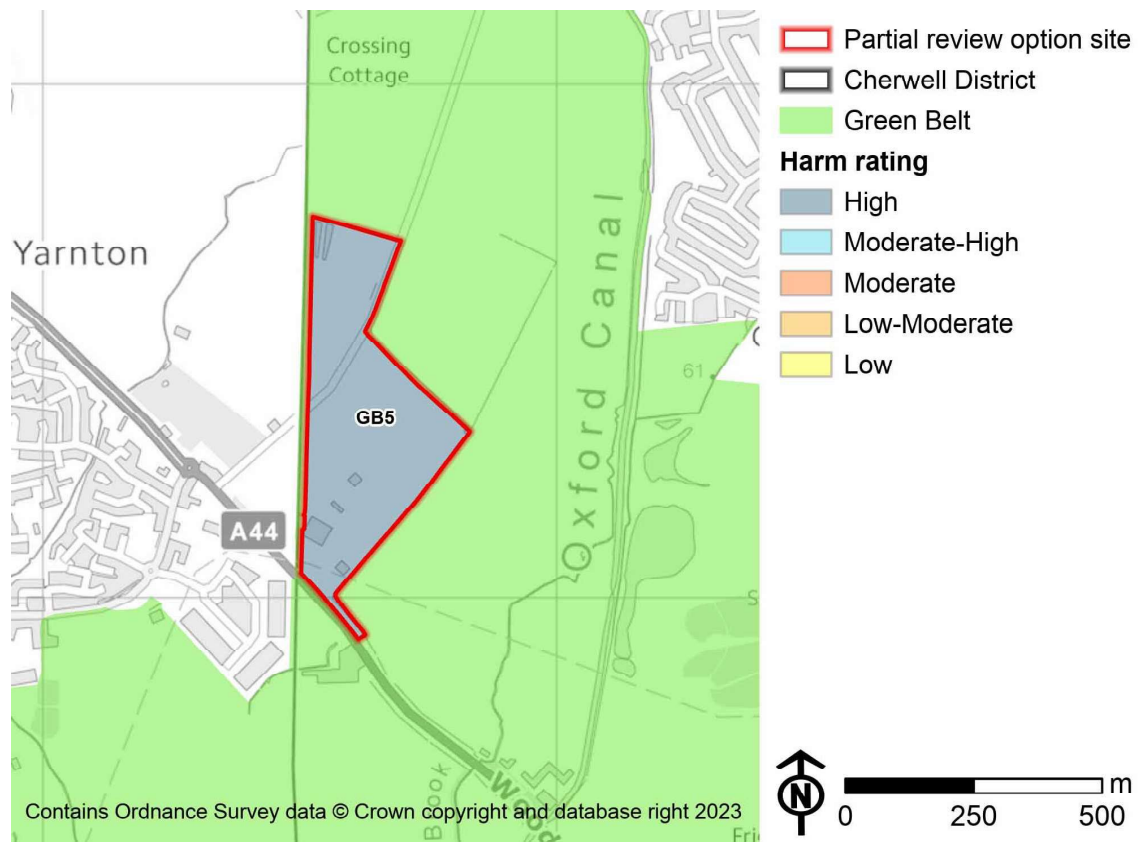 Crossing
Cottage
Yarnton
Oxford Canal
61
GB5
A44
Brook
Contains Ordnance Survey data © Crown copyright and database right 2023
Partial review option site
Cherwell District
Green Belt
Harm rating
High
Moderate-High
Moderate
Low-Moderate
Low
N
m
0 250 500